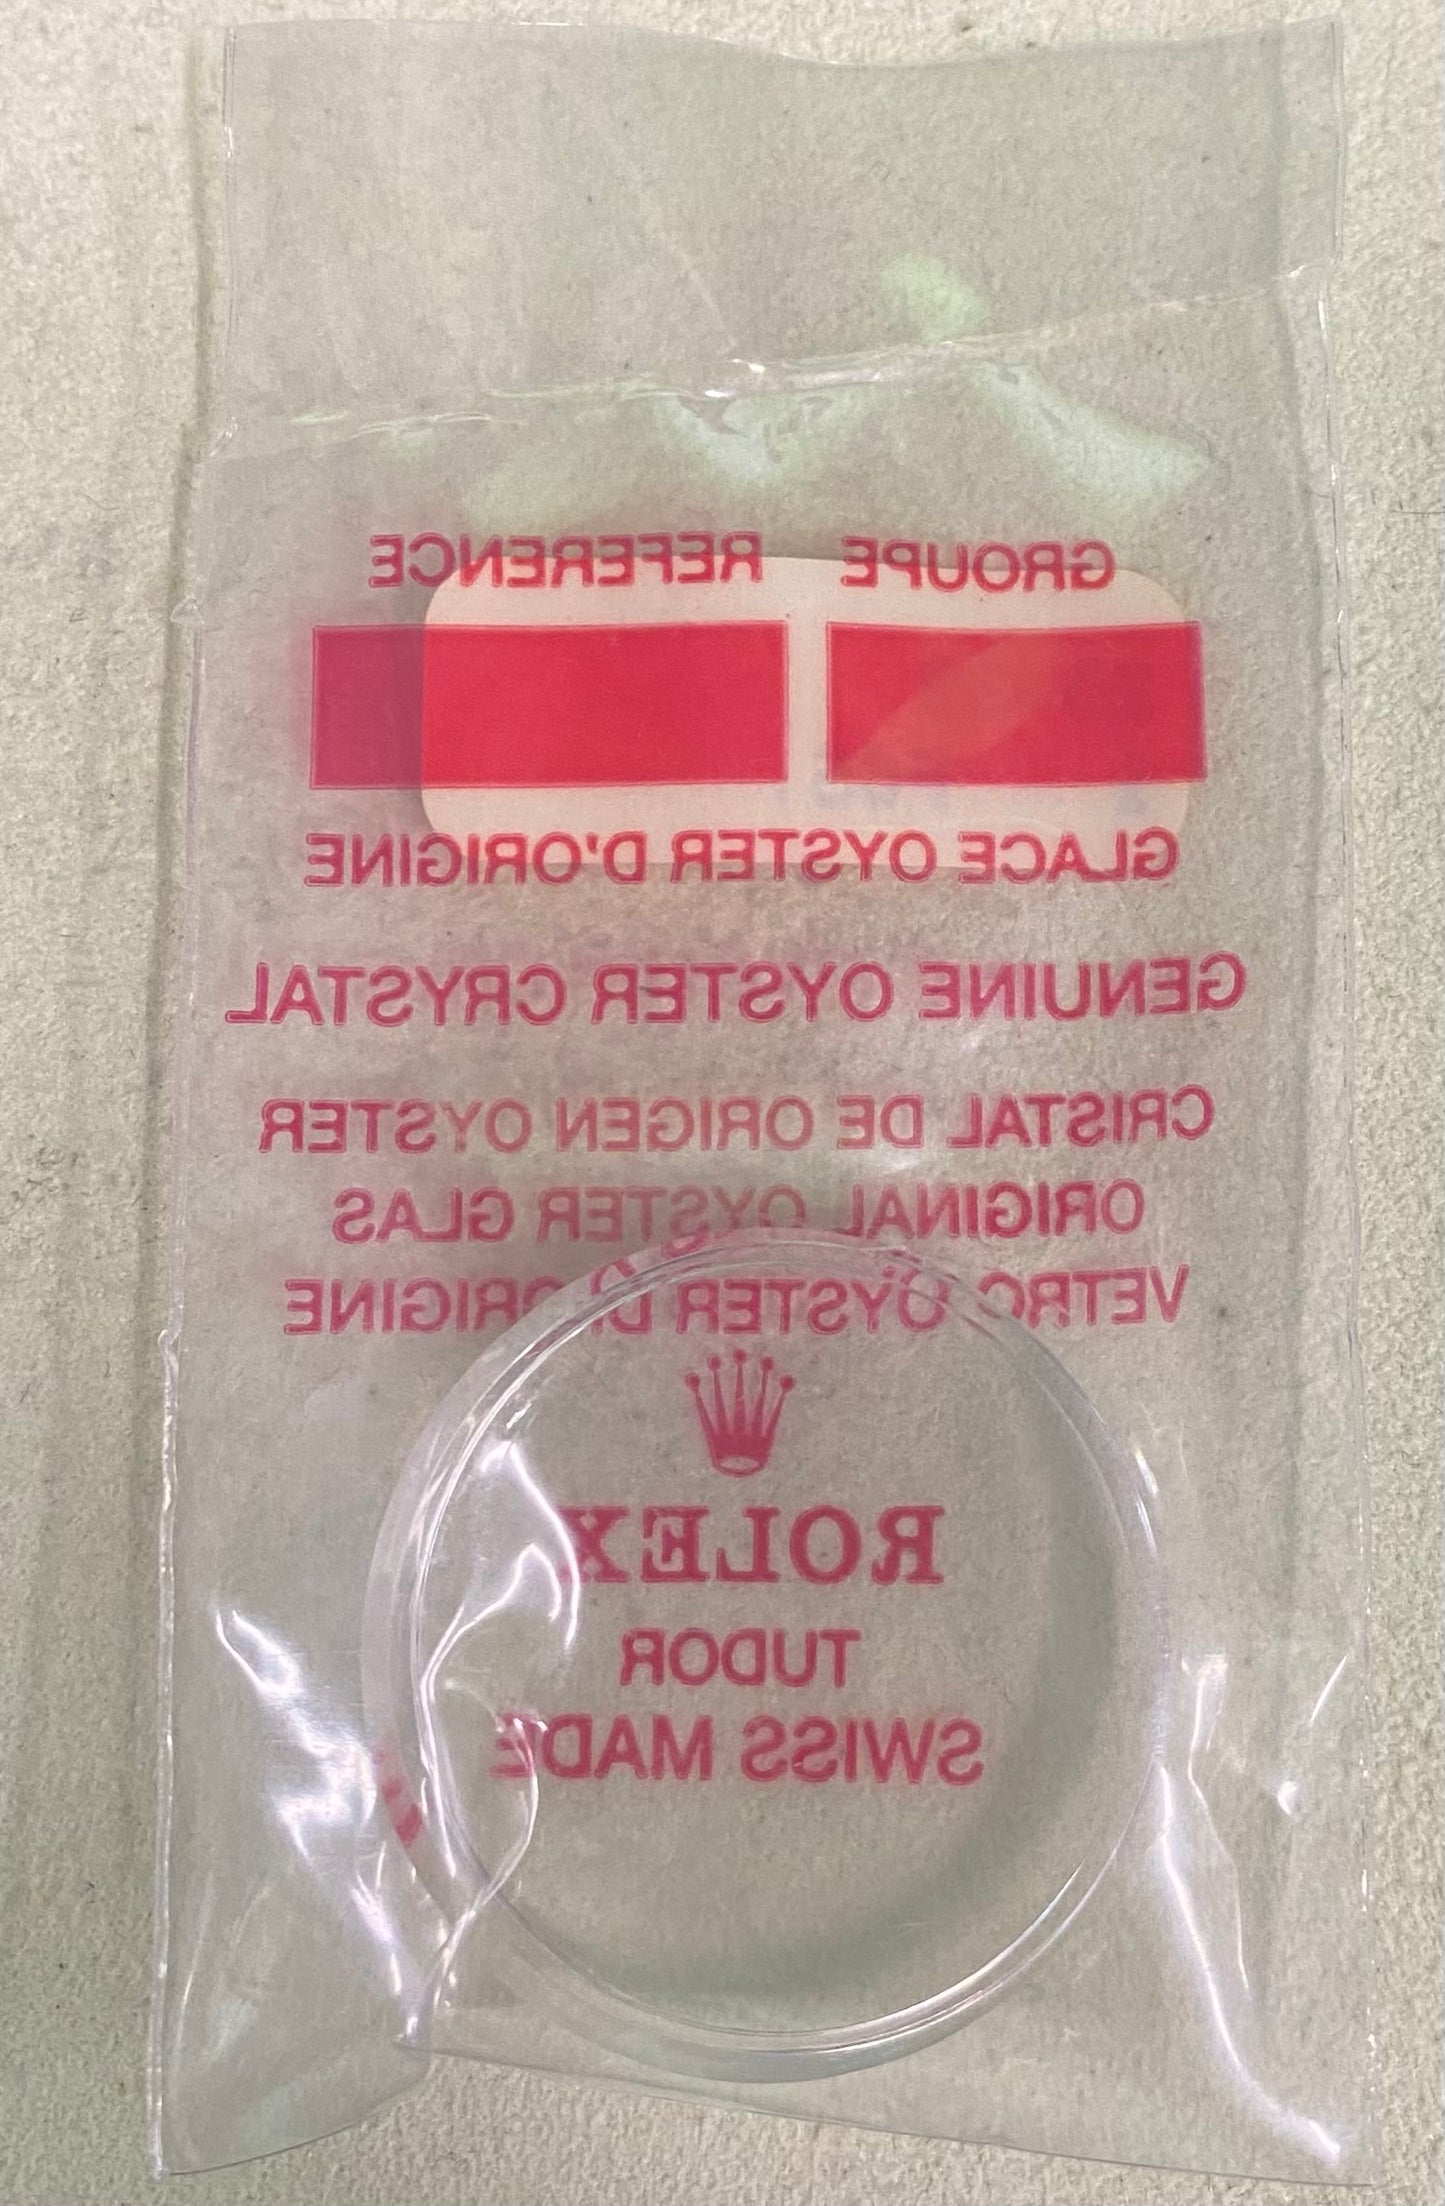 GROUPE REFERENCE
GLACE OYSTER D'ORIGINE
GENUINE OYSTER CRYSTAL
CRISTAL DE ORIGEN OYSTER
ORIGINAL OYSTER GLAS
VETRO OYSTER DI ORIGINE
ROLEX
TUDOR
SWISS MADE